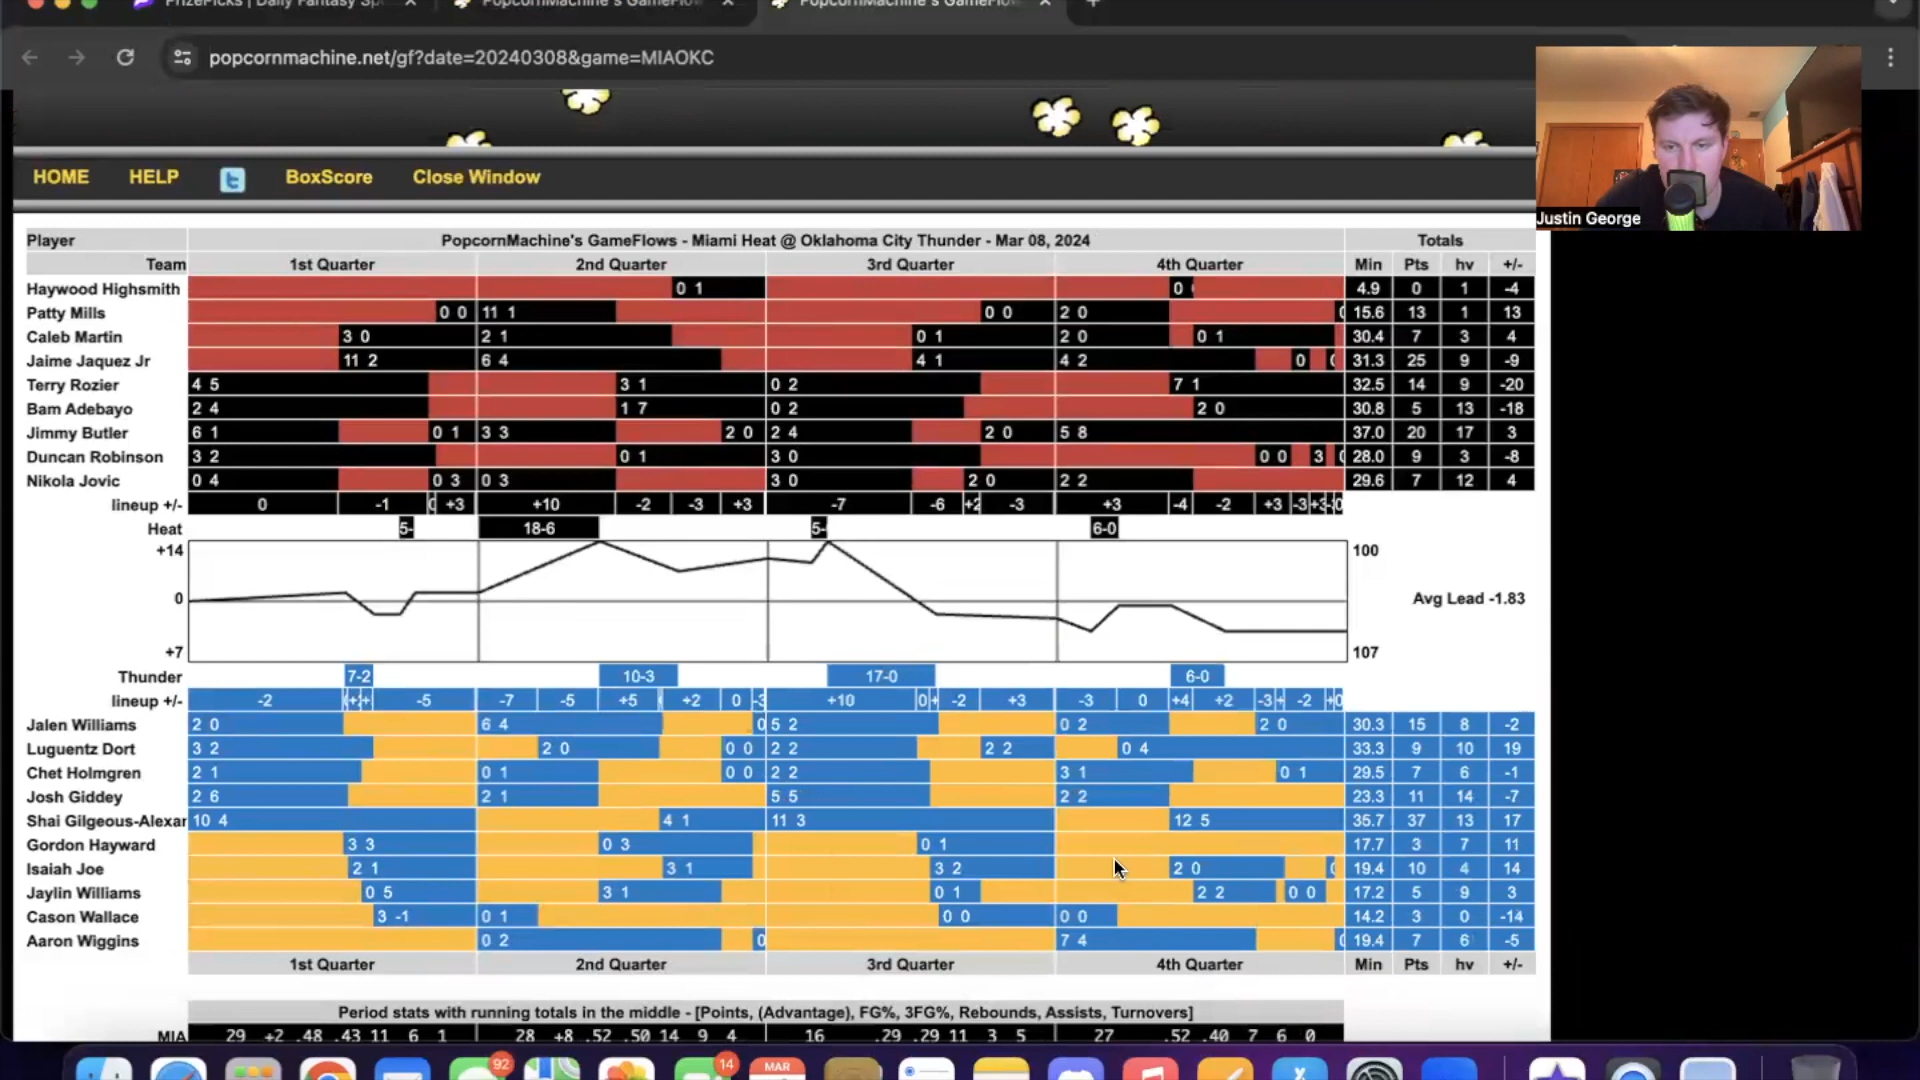 PrizePicks | Daily Fantasy Sp
PopcornMachine's GameFlow
PopcornMachine's GameFlow
popcornmachine.net/gf?date=20240308&game=MIAOKC
HOME HELP BoxScore Close Window
Justin George
Player PopcornMachine's GameFlows - Miami Heat @ Oklahoma City Thunder - Mar 08, 2024 Totals
Team 1st Quarter 2nd Quarter 3rd Quarter 4th Quarter Min Pts hv +/-
Haywood Highsmith 0 1 0 4.9 0 1 -4
Patty Mills 0 0 11 1 0 0 2 0 15.6 13 1 13
Caleb Martin 3 0 2 1 0 1 2 0 0 1 30.4 7 3 4
Jaime Jaquez Jr 11 2 6 4 4 1 4 2 0 31.3 25 9 -9
Terry Rozier 4 5 3 1 0 2 7 1 32.5 14 9 -20
Bam Adebayo 2 4 1 7 0 2 2 0 30.8 5 13 -18
Jimmy Butler 6 1 0 1 3 3 2 0 2 4 2 0 5 8 37.0 20 17 3
Duncan Robinson 3 2 0 1 3 0 0 0 3 28.0 9 3 -8
Nikola Jovic 0 4 0 3 0 3 3 0 2 0 2 2 29.6 7 12 4
lineup +/- 0 -1 +3 +10 -2 -3 +3 -7 -6 +2 -3 +3 -4 -2 +3 -3
Heat 5- 18-6 5- 6-0
+14 100
0 Avg Lead -1.83
+7 107
Thunder 7-2 10-3 17-0 6-0
lineup +/- -2 -5 -7 -5 +5 +2 0 -3 +10 0 -2 +3 -3 0 +4 +2 -3 -2
Jalen Williams 2 0 6 4 0 5 2 0 2 2 0 30.3 15 8 -2
Luguentz Dort 3 2 2 0 0 0 2 2 2 2 0 4 33.3 9 10 19
Chet Holmgren 2 1 0 1 0 0 2 2 3 1 0 1 29.5 7 6 -1
Josh Giddey 2 6 2 1 5 5 2 2 23.3 11 14 -7
Shai Gilgeous-Alexar 10 4 4 1 11 3 12 5 35.7 37 13 17
Gordon Hayward 3 3 0 3 0 1 17.7 3 7 11
Isaiah Joe 2 1 3 1 3 2 2 0 19.4 10 4 14
Jaylin Williams 0 5 3 1 0 1 2 2 0 0 17.2 5 9 3
Cason Wallace 3 -1 0 1 0 0 0 0 14.2 3 0 -14
Aaron Wiggins 0 2 0 7 4 19.4 7 6 -5
1st Quarter 2nd Quarter 3rd Quarter 4th Quarter Min Pts hv +/-
Period stats with running totals in the middle - [Points, (Advantage), FG%, 3FG%, Rebounds, Assists, Turnovers]
MIA 29 +2 .48 .43 11 6 1 28 +8 .52 .50 14 9 4 16 .29 .29 11 3 5 27 .52 .40 7 6 0
92
14
MAR